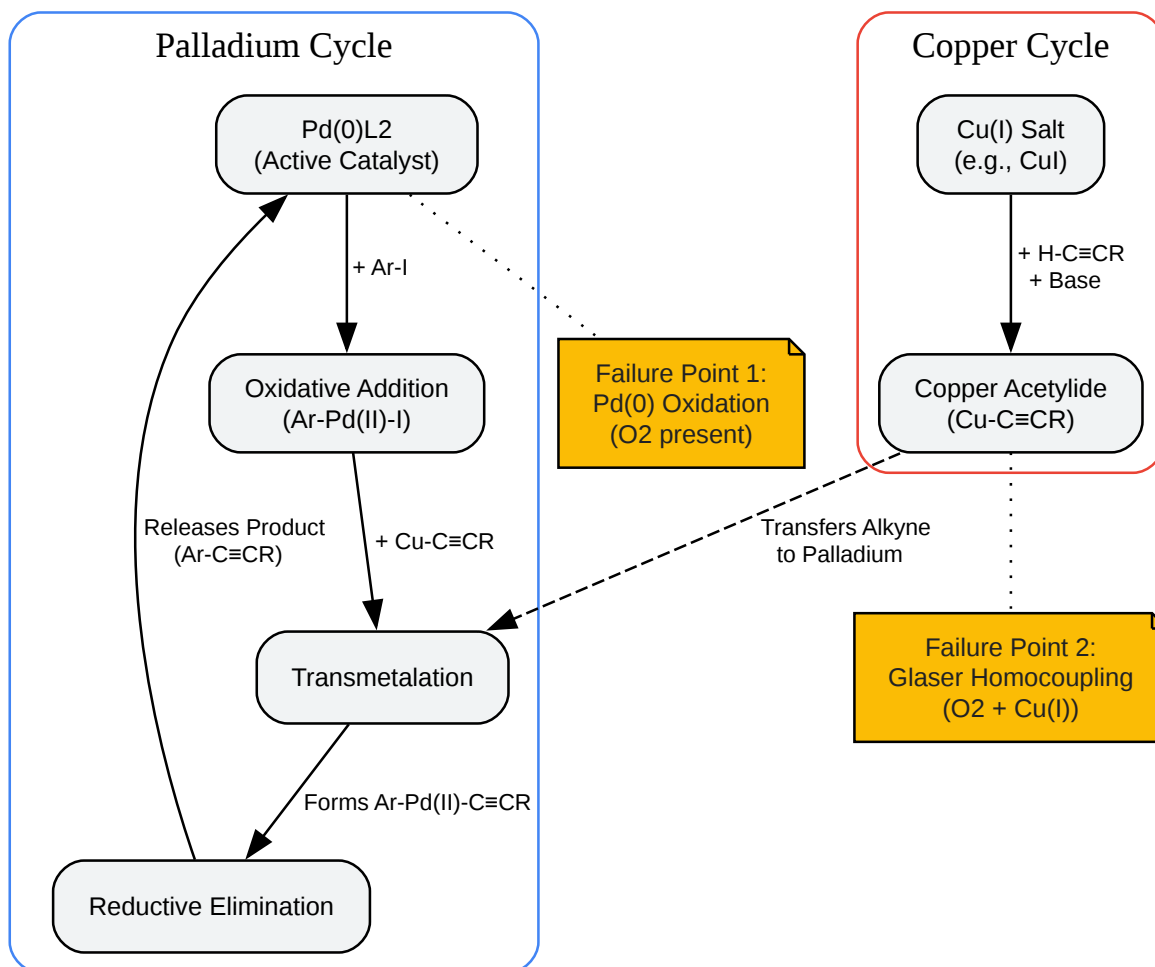 Palladium Cycle
Pd(0)L2
(Active Catalyst)
+ Ar-I
Oxidative Addition
(Ar-Pd(II)-I)
Releases Product
(Ar-C≡CR)
+ Cu-C≡CR
Transmetalation
Forms Ar-Pd(II)-C≡CR
Reductive Elimination
Failure Point 1:
Pd(0) Oxidation
(O2 present)
Copper Cycle
Cu(I) Salt
(e.g., CuI)
+ H-C≡CR
+ Base
Copper Acetylide
(Cu-C≡CR)
Transfers Alkyne
to Palladium
Failure Point 2:
Glaser Homocoupling
(O2 + Cu(I))